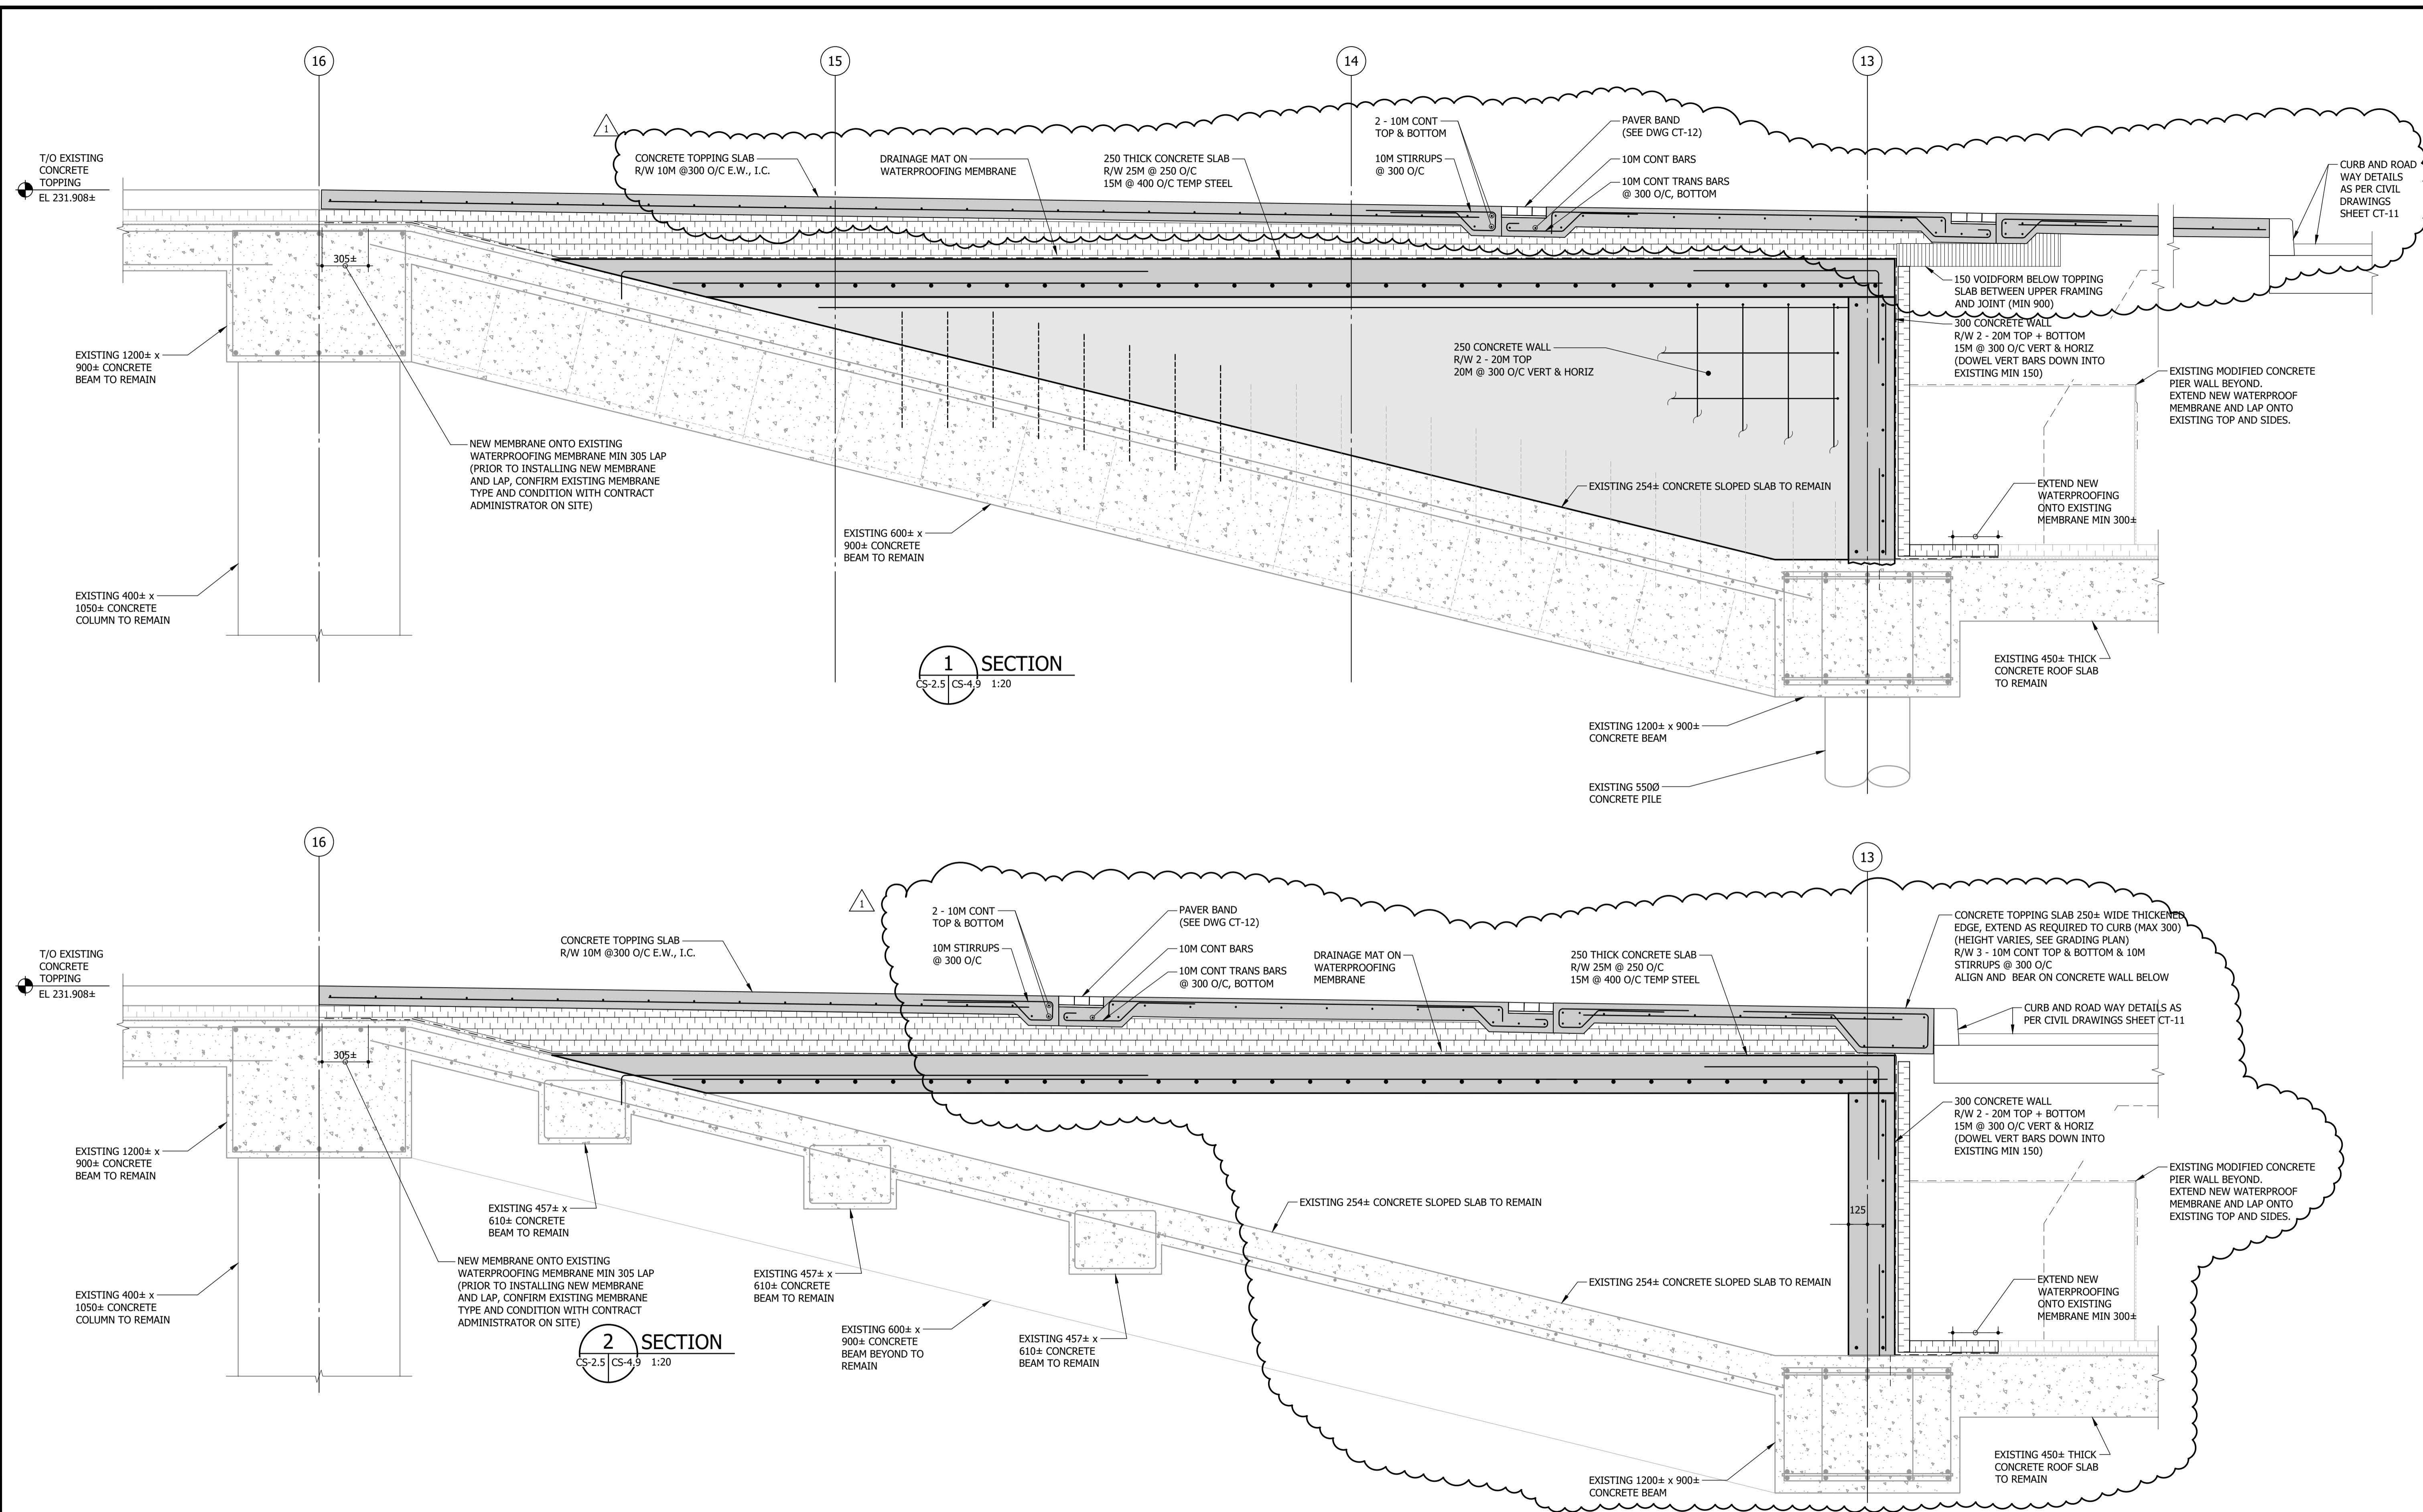 16
15
14
13
1
T/O EXISTING
CONCRETE
TOPPING
EL 231.908±
CONCRETE TOPPING SLAB
R/W 10M @300 O/C E.W., I.C.
DRAINAGE MAT ON
WATERPROOFING MEMBRANE
250 THICK CONCRETE SLAB
R/W 25M @ 250 O/C
15M @ 400 O/C TEMP STEEL
2 - 10M CONT
TOP & BOTTOM
10M STIRRUPS
@ 300 O/C
PAVER BAND
(SEE DWG CT-12)
10M CONT BARS
10M CONT TRANS BARS
@ 300 O/C, BOTTOM
CURB AND ROAD
WAY DETAILS
AS PER CIVIL
DRAWINGS
SHEET CT-11
305±
150 VOIDFORM BELOW TOPPING
SLAB BETWEEN UPPER FRAMING
AND JOINT (MIN 900)
300 CONCRETE WALL
R/W 2 - 20M TOP + BOTTOM
15M @ 300 O/C VERT & HORIZ
(DOWEL VERT BARS DOWN INTO
EXISTING MIN 150)
EXISTING 1200± x
900± CONCRETE
BEAM TO REMAIN
250 CONCRETE WALL
R/W 2 - 20M TOP
20M @ 300 O/C VERT & HORIZ
EXISTING MODIFIED CONCRETE
PIER WALL BEYOND.
EXTEND NEW WATERPROOF
MEMBRANE AND LAP ONTO
EXISTING TOP AND SIDES.
NEW MEMBRANE ONTO EXISTING
WATERPROOFING MEMBRANE MIN 305 LAP
(PRIOR TO INSTALLING NEW MEMBRANE
AND LAP, CONFIRM EXISTING MEMBRANE
TYPE AND CONDITION WITH CONTRACT
ADMINISTRATOR ON SITE)
EXISTING 254± CONCRETE SLOPED SLAB TO REMAIN
EXTEND NEW
WATERPROOFING
ONTO EXISTING
MEMBRANE MIN 300±
EXISTING 600± x
900± CONCRETE
BEAM TO REMAIN
EXISTING 400± x
1050± CONCRETE
COLUMN TO REMAIN
1 SECTION
CS-2.5 CS-4.9 1:20
EXISTING 450± THICK
CONCRETE ROOF SLAB
TO REMAIN
EXISTING 1200± x 900±
CONCRETE BEAM
EXISTING 550Ø
CONCRETE PILE
16
13
1
T/O EXISTING
CONCRETE
TOPPING
EL 231.908±
CONCRETE TOPPING SLAB
R/W 10M @300 O/C E.W., I.C.
2 - 10M CONT
TOP & BOTTOM
10M STIRRUPS
@ 300 O/C
PAVER BAND
(SEE DWG CT-12)
10M CONT BARS
10M CONT TRANS BARS
@ 300 O/C, BOTTOM
DRAINAGE MAT ON
WATERPROOFING
MEMBRANE
250 THICK CONCRETE SLAB
R/W 25M @ 250 O/C
15M @ 400 O/C TEMP STEEL
CONCRETE TOPPING SLAB 250± WIDE THICKENED
EDGE, EXTEND AS REQUIRED TO CURB (MAX 300)
(HEIGHT VARIES, SEE GRADING PLAN)
R/W 3 - 10M CONT TOP & BOTTOM & 10M
STIRRUPS @ 300 O/C
ALIGN AND BEAR ON CONCRETE WALL BELOW
CURB AND ROAD WAY DETAILS AS
PER CIVIL DRAWINGS SHEET CT-11
305±
300 CONCRETE WALL
R/W 2 - 20M TOP + BOTTOM
15M @ 300 O/C VERT & HORIZ
(DOWEL VERT BARS DOWN INTO
EXISTING MIN 150)
EXISTING 1200± x
900± CONCRETE
BEAM TO REMAIN
EXISTING MODIFIED CONCRETE
PIER WALL BEYOND.
EXTEND NEW WATERPROOF
MEMBRANE AND LAP ONTO
EXISTING TOP AND SIDES.
EXISTING 457± x
610± CONCRETE
BEAM TO REMAIN
EXISTING 254± CONCRETE SLOPED SLAB TO REMAIN
125
NEW MEMBRANE ONTO EXISTING
WATERPROOFING MEMBRANE MIN 305 LAP
(PRIOR TO INSTALLING NEW MEMBRANE
AND LAP, CONFIRM EXISTING MEMBRANE
TYPE AND CONDITION WITH CONTRACT
ADMINISTRATOR ON SITE)
EXISTING 457± x
610± CONCRETE
BEAM TO REMAIN
EXISTING 254± CONCRETE SLOPED SLAB TO REMAIN
EXTEND NEW
WATERPROOFING
ONTO EXISTING
MEMBRANE MIN 300±
EXISTING 400± x
1050± CONCRETE
COLUMN TO REMAIN
2 SECTION
CS-2.5 CS-4.9 1:20
EXISTING 600± x
900± CONCRETE
BEAM BEYOND TO
REMAIN
EXISTING 457± x
610± CONCRETE
BEAM TO REMAIN
EXISTING 450± THICK
CONCRETE ROOF SLAB
TO REMAIN
EXISTING 1200± x 900±
CONCRETE BEAM